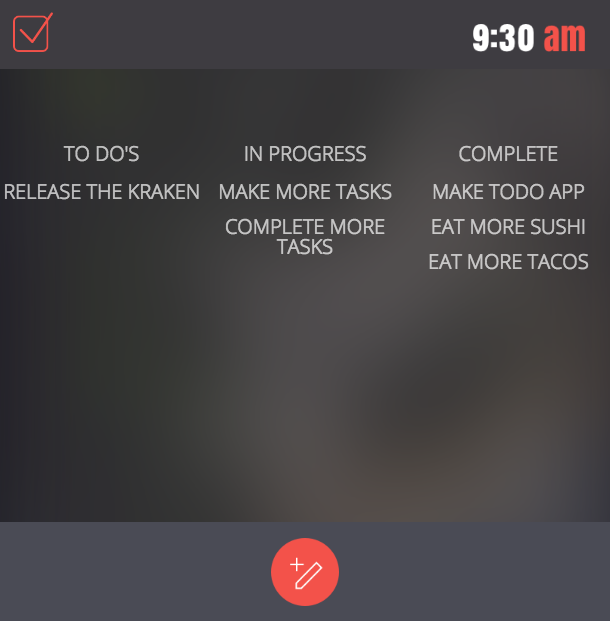 9:30 am
TO DO'S
RELEASE THE KRAKEN
IN PROGRESS
MAKE MORE TASKS
COMPLETE MORE
TASKS
COMPLETE
MAKE TODO APP
EAT MORE SUSHI
EAT MORE TACOS